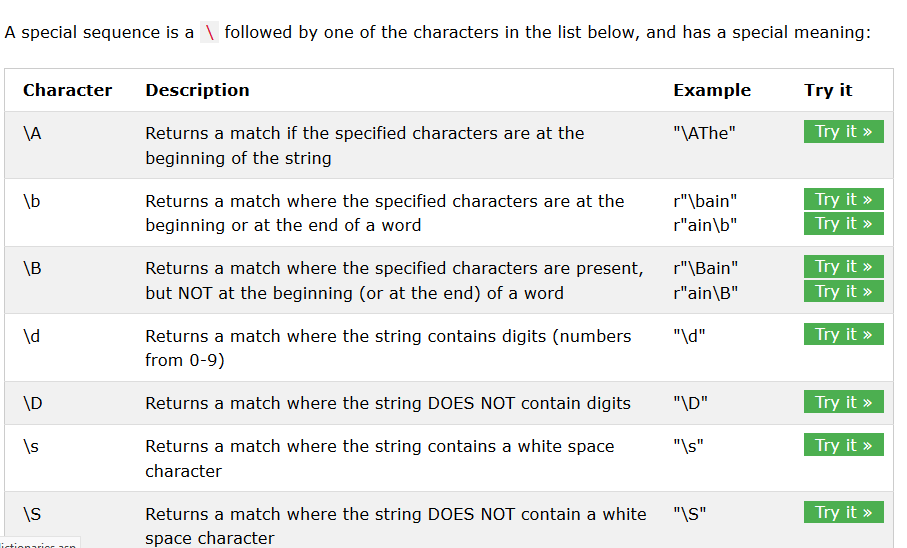 A special sequence is a \ followed by one of the characters in the list below, and has a special meaning:
Character Description Example Try it
\A Returns a match if the specified characters are at the "\AThe" Try it »
beginning of the string
\b Returns a match where the specified characters are at the r"\bain" Try it »
beginning or at the end of a word r"ain\b" Try it »
\B Returns a match where the specified characters are present, r"\Bain" Try it »
but NOT at the beginning (or at the end) of a word r"ain\B" Try it »
\d Returns a match where the string contains digits (numbers "\d" Try it »
from 0-9)
\D Returns a match where the string DOES NOT contain digits "\D" Try it »
\s Returns a match where the string contains a white space "\s" Try it »
character
\S Returns a match where the string DOES NOT contain a white "\S" Try it »
space character